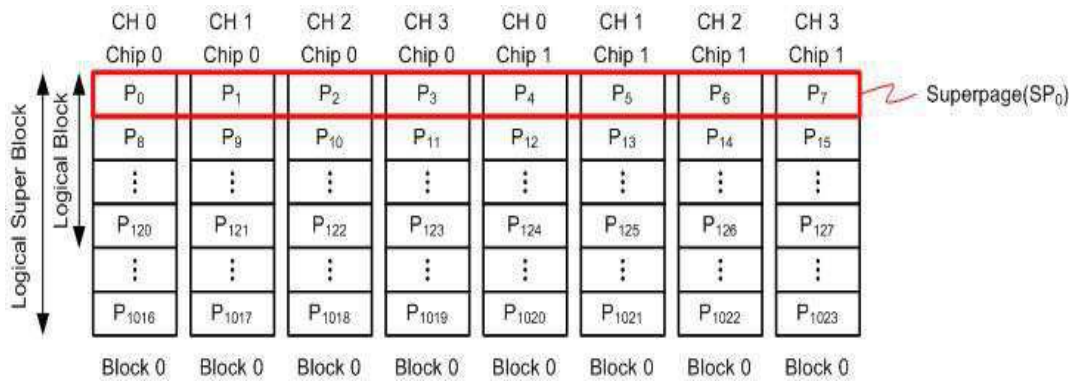 CH 0 CH 1 CH 2 CH 3 CH 0 CH 1 CH 2 CH 3
Chip 0 Chip 0 Chip 0 Chip 0 Chip 1 Chip 1 Chip 1 Chip 1
Logical Super Block
Logical Block
P0 P1 P2 P3 P4 P5 P6 P7
Superpage(SP0)
P8 P9 P10 P11 P12 P13 P14 P15
⋮ ⋮ ⋮ ⋮ ⋮ ⋮ ⋮ ⋮
P120 P121 P122 P123 P124 P125 P126 P127
⋮ ⋮ ⋮ ⋮ ⋮ ⋮ ⋮ ⋮
P1016 P1017 P1018 P1019 P1020 P1021 P1022 P1023
Block 0 Block 0 Block 0 Block 0 Block 0 Block 0 Block 0 Block 0